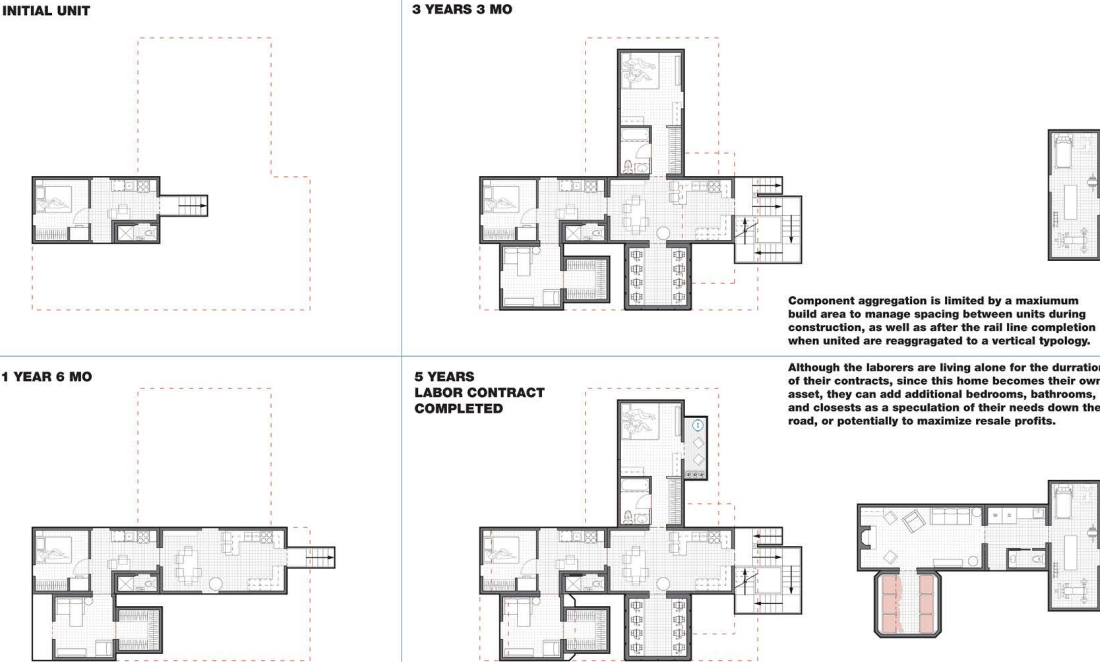 INITIAL UNIT
3 YEARS 3 MO
Component aggregation is limited by a maxiumum
build area to manage spacing between units during
construction, as well as after the rail line completion
when united are reaggragated to a vertical typology.
1 YEAR 6 MO
5 YEARS
LABOR CONTRACT
COMPLETED
Although the laborers are living alone for the durration
of their contracts, since this home becomes their own
asset, they can add additional bedrooms, bathrooms,
and closests as a speculation of their needs down the
road, or potentially to maximize resale profits.